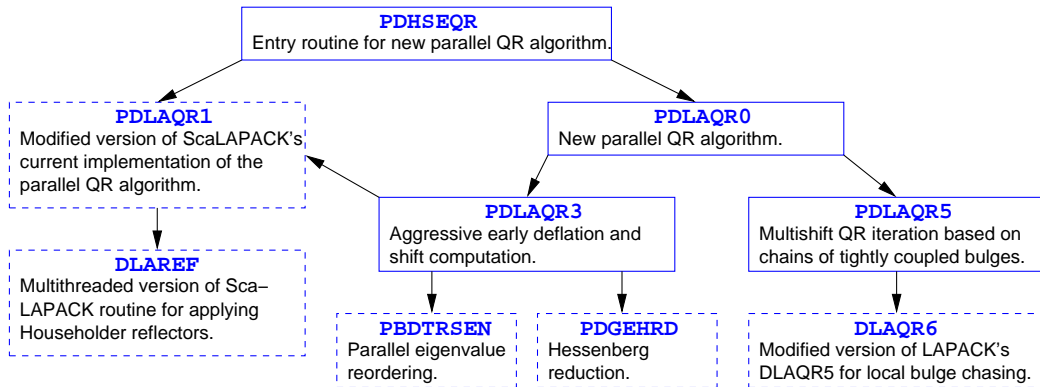 PDHSEQR
Entry routine for new parallel QR algorithm.
PDLAQR1
Modified version of ScaLAPACK's
current implementation of the
parallel QR algorithm.
PDLAQR0
New parallel QR algorithm.
PDLAQR3
Aggressive early deflation and
shift computation.
PDLAQR5
Multishift QR iteration based on
chains of tightly coupled bulges.
DLAREF
Multithreaded version of Sca–
LAPACK routine for applying
Householder reflectors.
PBDTRSEN
Parallel eigenvalue
reordering.
PDGEHRD
Hessenberg
reduction.
DLAQR6
Modified version of LAPACK's
DLAQR5 for local bulge chasing.